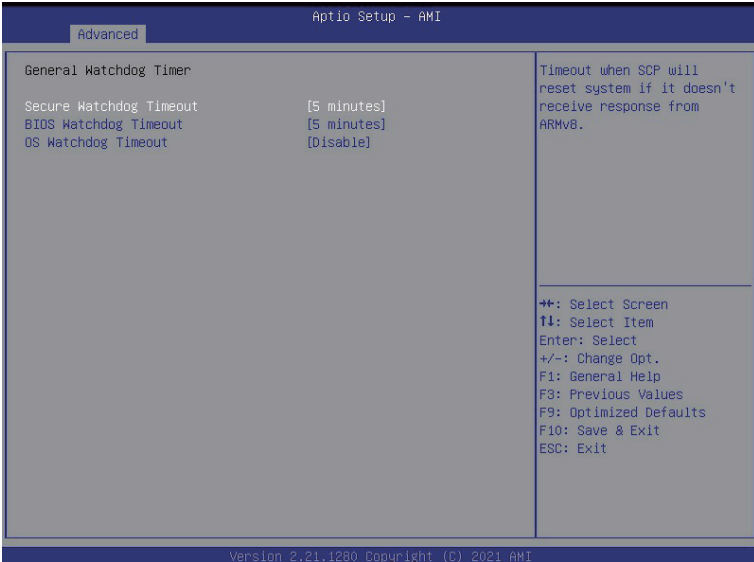 Aptio Setup – AMI
Advanced
General Watchdog Timer
Secure Watchdog Timeout [5 minutes]
BIOS Watchdog Timeout [5 minutes]
OS Watchdog Timeout [Disable]
Timeout when SCP will
reset system if it doesn't
receive response from
ARMv8.
→←: Select Screen
↑↓: Select Item
Enter: Select
+/-: Change Opt.
F1: General Help
F3: Previous Values
F9: Optimized Defaults
F10: Save & Exit
ESC: Exit
Version 2.21.1280 Copyright (C) 2021 AMI